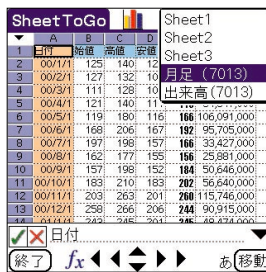 SheetToGo
Sheet1
Sheet2
Sheet3
月足 (7013)
出来高(7013)
A B C D
1 日付 始値 高値 安値
2 00/1/1 125 140
3 00/2/1 127 132
4 00/3/1 111 128
5 00/4/1 121 140
6 00/5/1 119 180 116 166 106,091,000
7 00/6/1 168 206 167 192 95,705,000
8 00/7/1 197 198 157 166 33,427,000
9 00/8/1 162 177 155 156 25,881,000
10 00/9/1 157 198 152 184 50,646,000
11 00/10/1 183 210 183 202 56,640,000
12 00/11/1 203 263 201 260 115,746,000
13 00/12/1 258 266 206 244 90,915,000
日付
終了 fx あ 移動